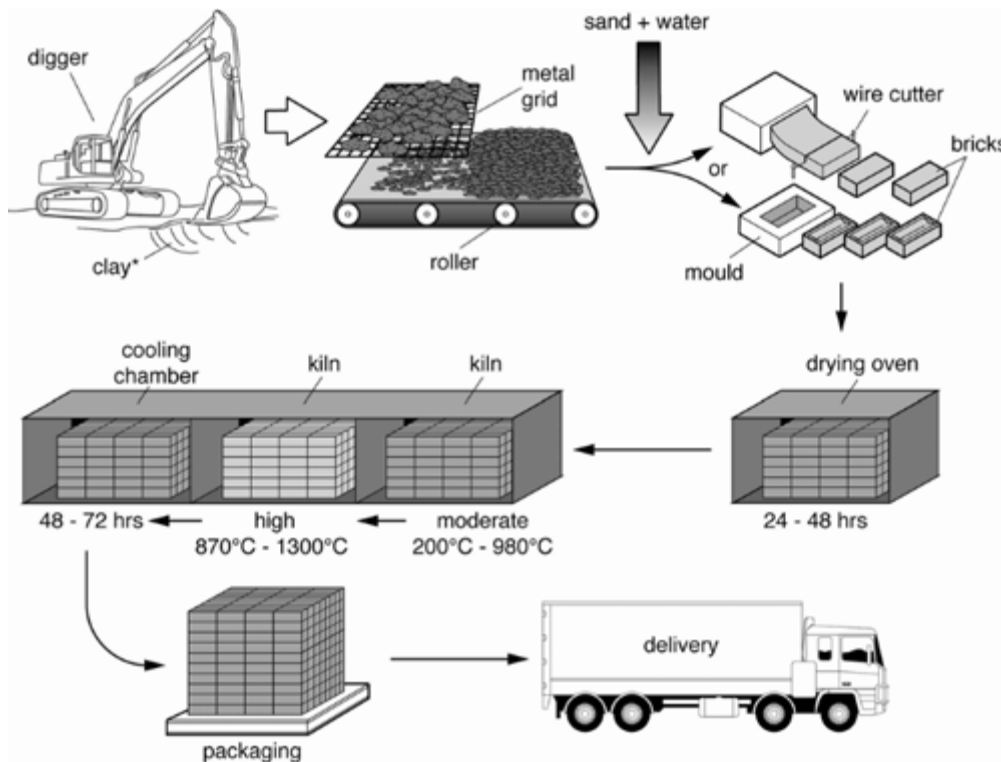 sand + water
digger
metal
grid
wire cutter
bricks
or
clay*
roller
mould
cooling
chamber
kiln
kiln
drying oven
48 - 72 hrs
high
870°C - 1300°C
moderate
200°C - 980°C
24 - 48 hrs
delivery
packaging